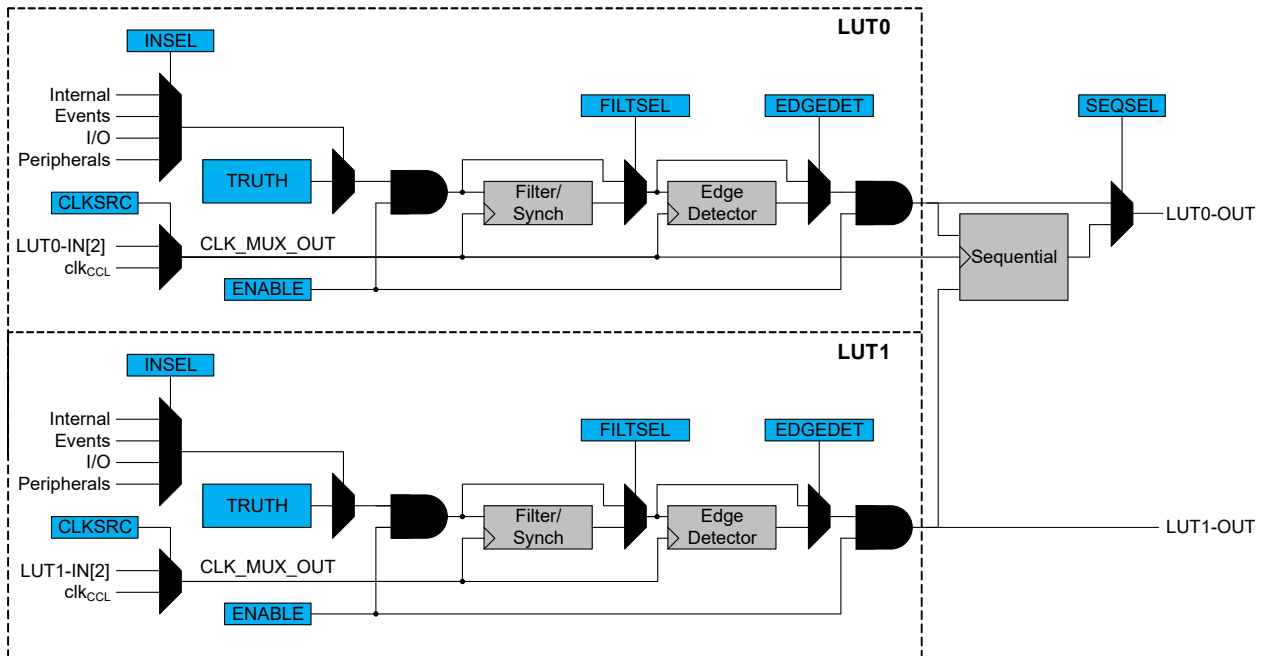 LUT0
INSEL
Internal
Events
I/O
Peripherals
FILTSEL
EDGEDET
SEQSEL
TRUTH
Filter/
Synch
Edge
Detector
CLKSRC
LUT0-IN[2]
clkCCL
CLK_MUX_OUT
ENABLE
Sequential
LUT0-OUT
LUT1
INSEL
Internal
Events
I/O
Peripherals
FILTSEL
EDGEDET
TRUTH
Filter/
Synch
Edge
Detector
CLKSRC
LUT1-IN[2]
clkCCL
CLK_MUX_OUT
ENABLE
LUT1-OUT